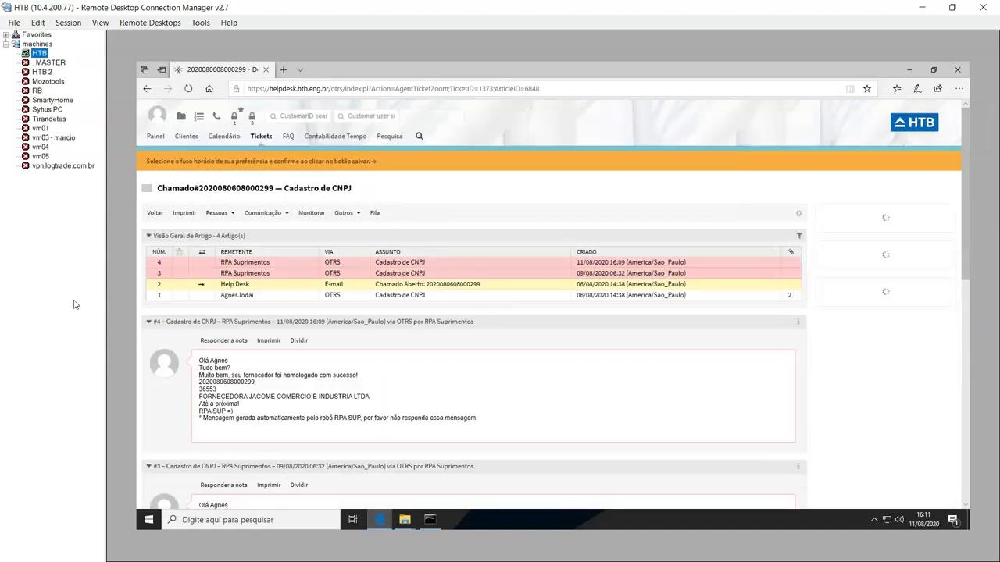 HTB (10.4.200.77) - Remote Desktop Connection Manager v2.7
File Edit Session View Remote Desktops Tools Help
Favorites
machines
HTB
_MASTER
HTB 2
Mozotools
RB
SmartyHome
Syhus PC
Tirandetes
vm01
vm03 - marcio
vm04
vm05
vpn.logtrade.com.br
2020080608000299 - D
https://helpdesk.htb.eng.br/otrs/index.pl?Action=AgentTicketZoom;TicketID=1373;ArticleID=6848
1 3 CustomerID sear Customer user s
HTB
Painel Clientes Calendário Tickets FAQ Contabilidade Tempo Pesquisa
Selecione o fuso horário de sua preferência e confirme ao clicar no botão salvar. →
Chamado#2020080608000299 — Cadastro de CNPJ
Voltar Imprimir Pessoas Comunicação Monitorar Outros Fila
Visão Geral de Artigo - 4 Artigo(s)
NÚM. REMETENTE VIA ASSUNTO CRIADO
4 RPA Suprimentos OTRS Cadastro de CNPJ 11/08/2020 16:09 (America/Sao_Paulo)
3 RPA Suprimentos OTRS Cadastro de CNPJ 09/08/2020 06:32 (America/Sao_Paulo)
2 → Help Desk E-mail Chamado Aberto: 2020080608000299 06/08/2020 14:38 (America/Sao_Paulo)
1 AgnesJodai OTRS Cadastro de CNPJ 06/08/2020 14:38 (America/Sao_Paulo) 2
#4 – Cadastro de CNPJ – RPA Suprimentos – 11/08/2020 16:09 (America/Sao_Paulo) via OTRS por RPA Suprimentos
Responder a nota Imprimir Dividir
Olá Agnes
Tudo bem?
Muito bem, seu fornecedor foi homologado com sucesso!
2020080608000299
36553
FORNECEDORA JACOME COMERCIO E INDUSTRIA LTDA
Até a próxima!
RPA SUP =)
* Mensagem gerada automaticamente pelo robô RPA SUP, por favor não responda essa mensagem.
#3 – Cadastro de CNPJ – RPA Suprimentos – 09/08/2020 06:32 (America/Sao_Paulo) via OTRS por RPA Suprimentos
Responder a nota Imprimir Dividir
Olá Agnes
Digite aqui para pesquisar
16:11
11/08/2020
1